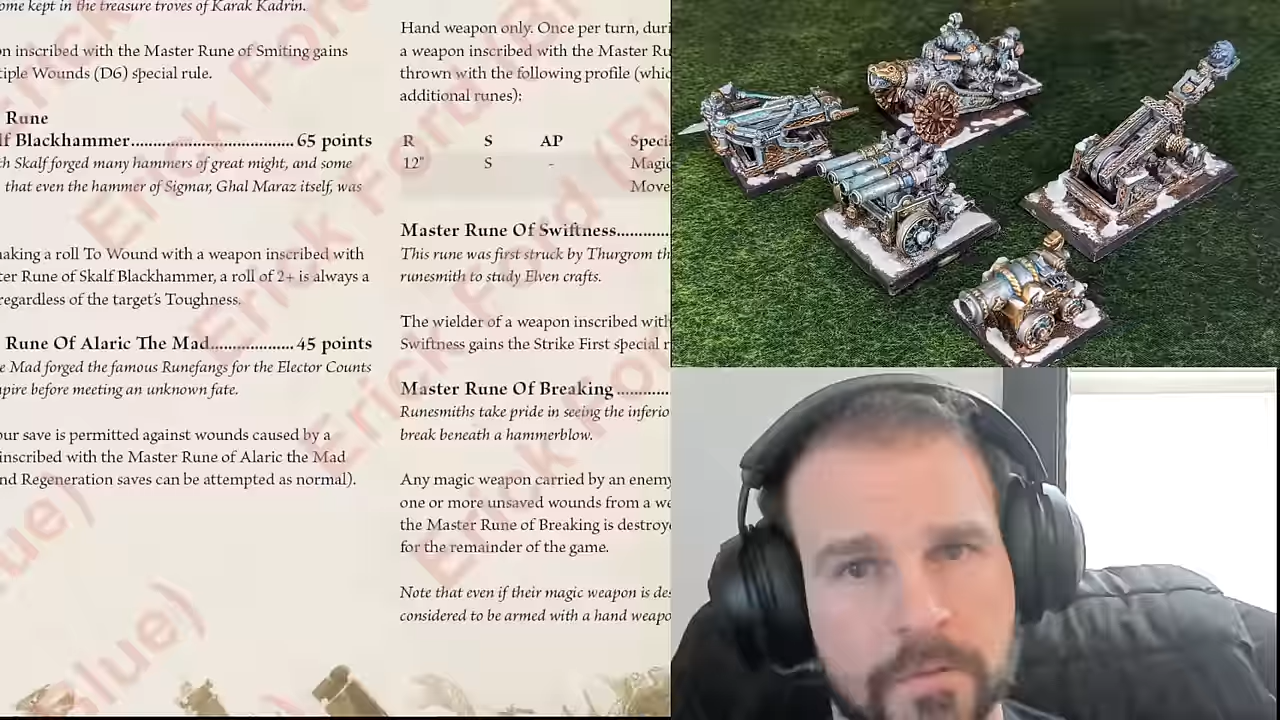 ome kept in the treasure troves of Karak Kadrin.
on inscribed with the Master Rune of Smiting gains
tiple Wounds (D6) special rule.
Rune
lf Blackhammer.................................... 65 points
th Skalf forged many hammers of great might, and some
that even the hammer of Sigmar, Ghal Maraz itself, was
aking a roll To Wound with a weapon inscribed with
ter Rune of Skalf Blackhammer, a roll of 2+ is always a
regardless of the target's Toughness.
Rune Of Alaric The Mad................... 45 points
e Mad forged the famous Runefangs for the Elector Counts
pire before meeting an unknown fate.
our save is permitted against wounds caused by a
inscribed with the Master Rune of Alaric the Mad
nd Regeneration saves can be attempted as normal).
Hand weapon only. Once per turn, duri
a weapon inscribed with the Master Ru
thrown with the following profile (whic
additional runes):
R S AP Speci
12" S - Magic
Move
Master Rune Of Swiftness............
This rune was first struck by Thurgrom th
runesmith to study Elven crafts.
The wielder of a weapon inscribed with
Swiftness gains the Strike First special r
Master Rune Of Breaking............
Runesmiths take pride in seeing the inferio
break beneath a hammerblow.
Any magic weapon carried by an enemy
one or more unsaved wounds from a we
the Master Rune of Breaking is destroye
for the remainder of the game.
Note that even if their magic weapon is des
considered to be armed with a hand weapo
Erick Ford (Blue)